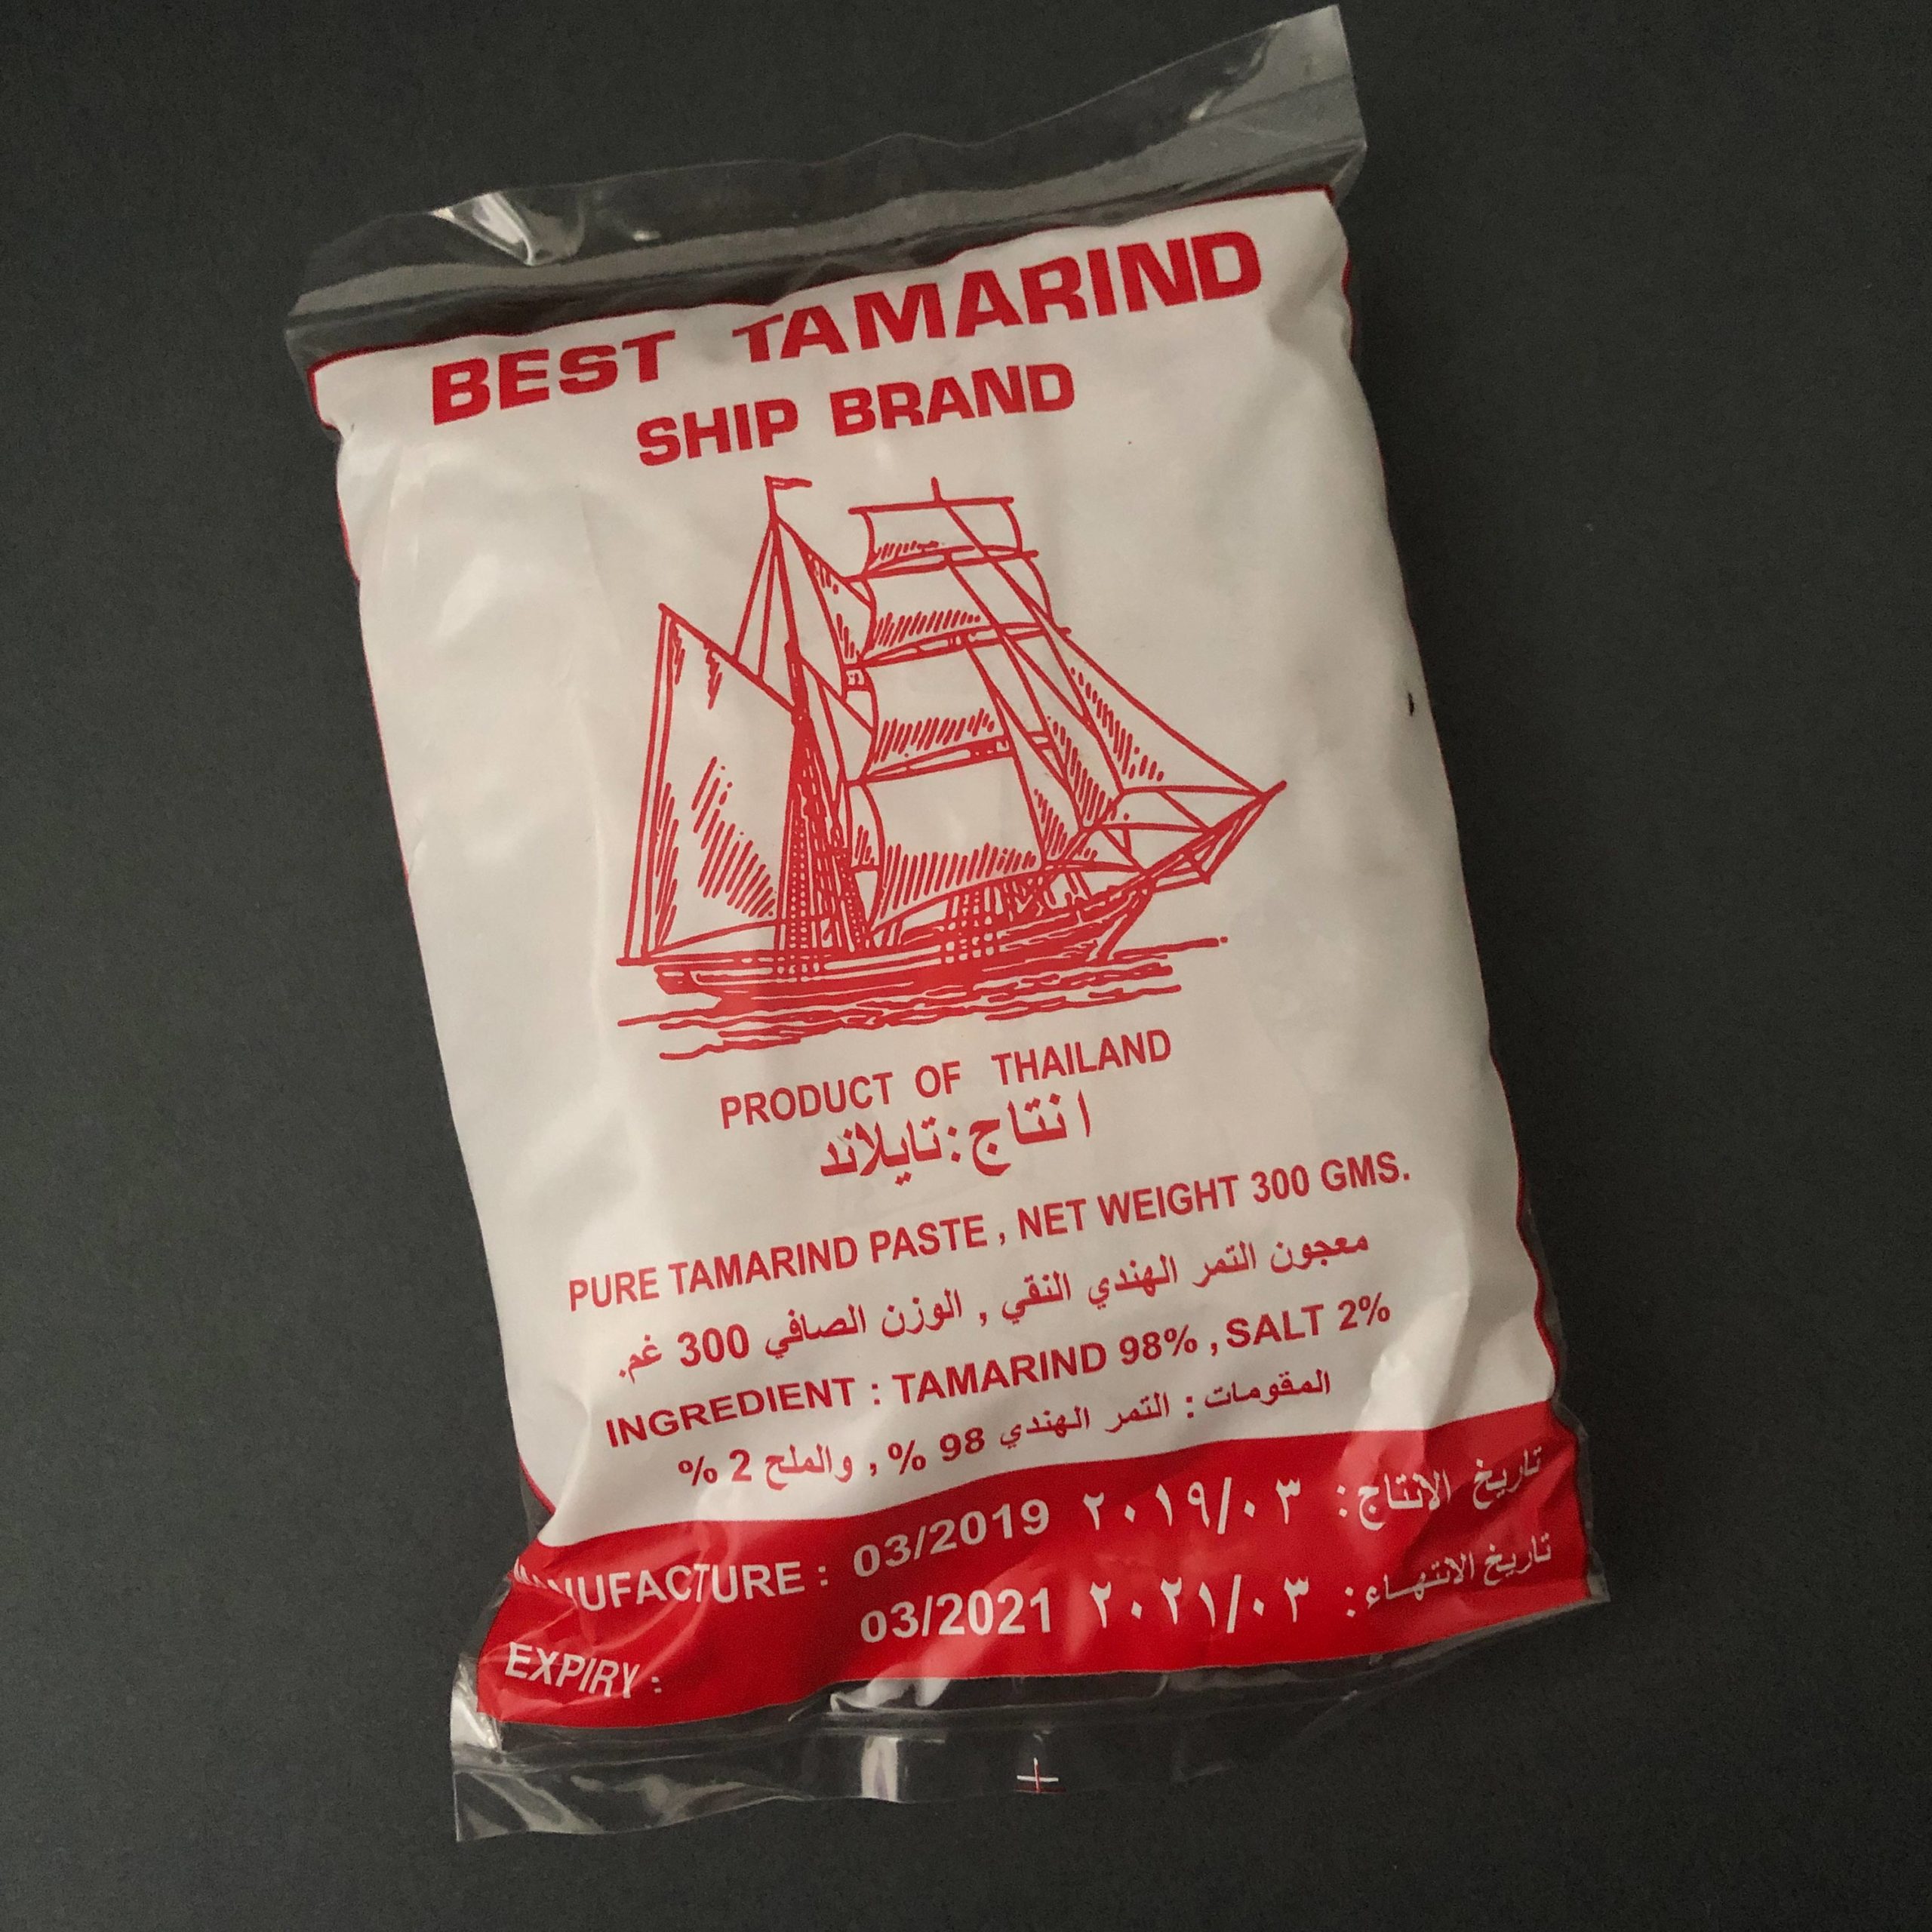 BEST TAMARIND
SHIP BRAND
PRODUCT OF THAILAND
انتاج:تايلاند
PURE TAMARIND PASTE , NET WEIGHT 300 GMS.
معجون التمر الهندي النقي , الوزن الصافي 300 غم.
INGREDIENT : TAMARIND 98% , SALT 2%
المقومات : التمر الهندي 98 % , والملح 2 %
03/2019 ٢٠١٩/٠٣ تاريخ الانتاج:
EXPIRY : 03/2021 ٢٠٢١/٠٣ تاريخ الانتهاء: